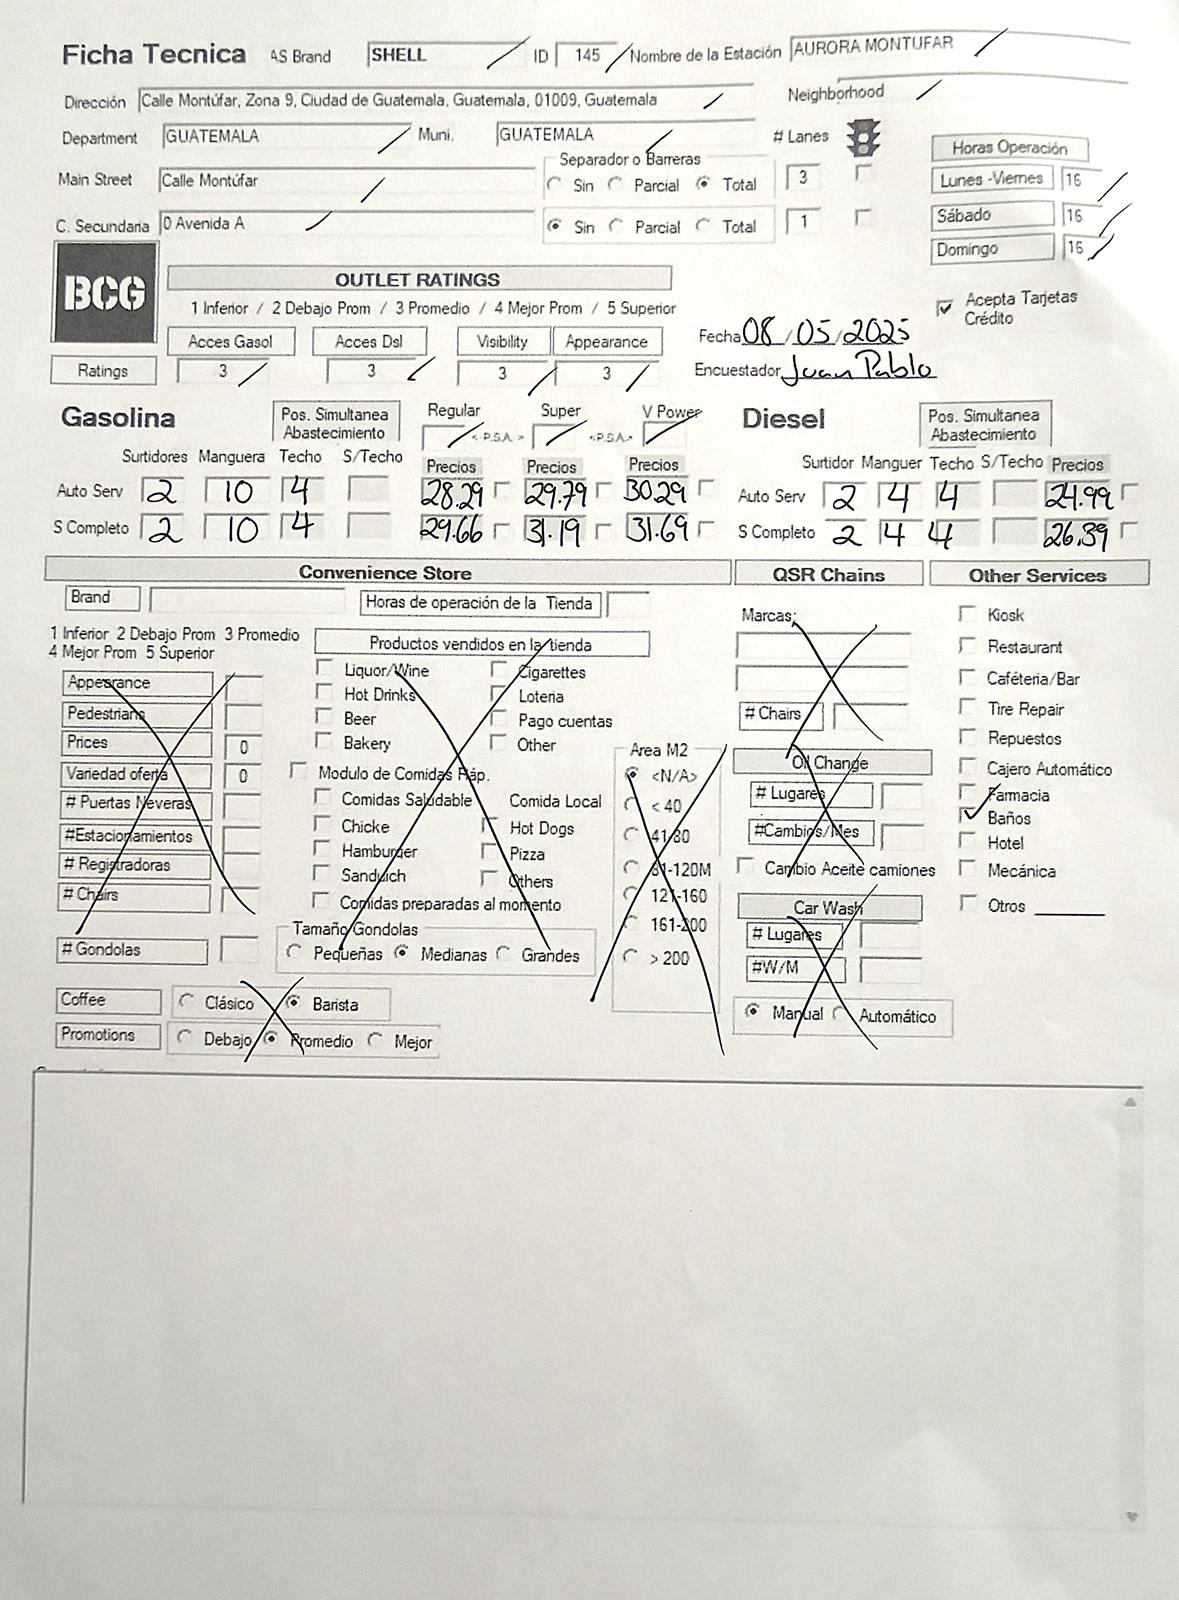 Ficha Tecnica AS Brand SHELL ID 145 Nombre de la Estación AURORA MONTUFAR
Dirección Calle Montúfar, Zona 9, Ciudad de Guatemala, Guatemala, 01009, Guatemala Neighborhood
Department GUATEMALA Muni. GUATEMALA # Lanes
Horas Operación
Separador o Barreras
Main Street Calle Montúfar Sin Parcial Total 3 Lunes -Viernes 16
C. Secundaria 0 Avenida A Sin Parcial Total 1 Sábado 16
Domingo 16
BCG
OUTLET RATINGS
1 Inferior / 2 Debajo Prom / 3 Promedio / 4 Mejor Prom / 5 Superior
Acepta Tarjetas Crédito
Acces Gasol Acces Dsl Visibility Appearance Fecha 08/05/2025
Ratings 3 3 3 3 Encuestador Juan Pablo
Gasolina Pos. Simultanea Abastecimiento Regular <P.S.A.> Super <P.S.A.> V Power Diesel Pos. Simultanea Abastecimiento
Surtidores Manguera Techo S/Techo Precios Precios Precios Surtidor Manguer Techo S/Techo Precios
Auto Serv 2 10 4 28.29 29.79 30.29 Auto Serv 2 4 4 24.99
S Completo 2 10 4 29.66 31.19 31.69 S Completo 2 4 4 26.39
Convenience Store QSR Chains Other Services
Brand Horas de operación de la Tienda
1 Inferior 2 Debajo Prom 3 Promedio
4 Mejor Prom 5 Superior
Appearance
Pedestrians
Prices 0
Variedad oferta 0
# Puertas Neveras
#Estacionamientos
# Registradoras
# Chairs
# Gondolas
Productos vendidos en la tienda
Liquor/Wine Cigarettes
Hot Drinks Loteria
Beer Pago cuentas
Bakery Other
Modulo de Comidas Ráp.
Comidas Saludable Comida Local
Chicke Hot Dogs
Hamburger Pizza
Sandwich Others
Comidas preparadas al momento
Tamaño Gondolas
Pequeñas Medianas Grandes
Area M2
<N/A>
< 40
41-80
81-120M
121-160
161-200
> 200
Coffee Clásico Barista
Promotions Debajo Promedio Mejor
Marcas:
# Chairs
Oil Change
# Lugares
#Cambios/Mes
Cambio Aceite camiones
Car Wash
# Lugares
#W/M
Manual Automático
Kiosk
Restaurant
Caféteria/Bar
Tire Repair
Repuestos
Cajero Automático
Farmacia
Baños
Hotel
Mecánica
Otros